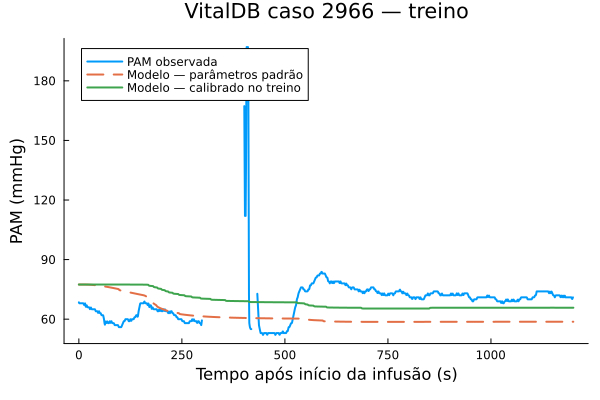 VitalDB caso 2966 — treino
PAM observada
Modelo — parâmetros padrão
Modelo — calibrado no treino
PAM (mmHg)
180
150
120
90
60
0
250
500
750
1000
Tempo após início da infusão (s)